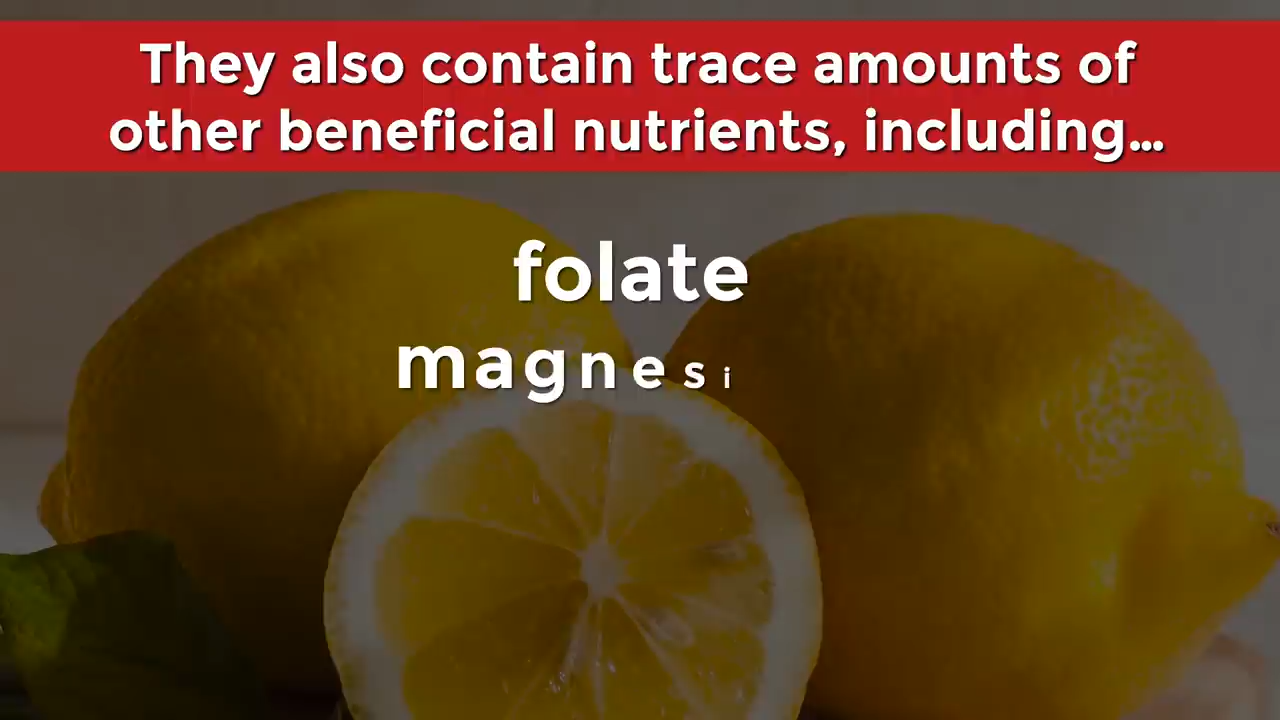 They also contain trace amounts of
other beneficial nutrients, including...
folate
magnesi